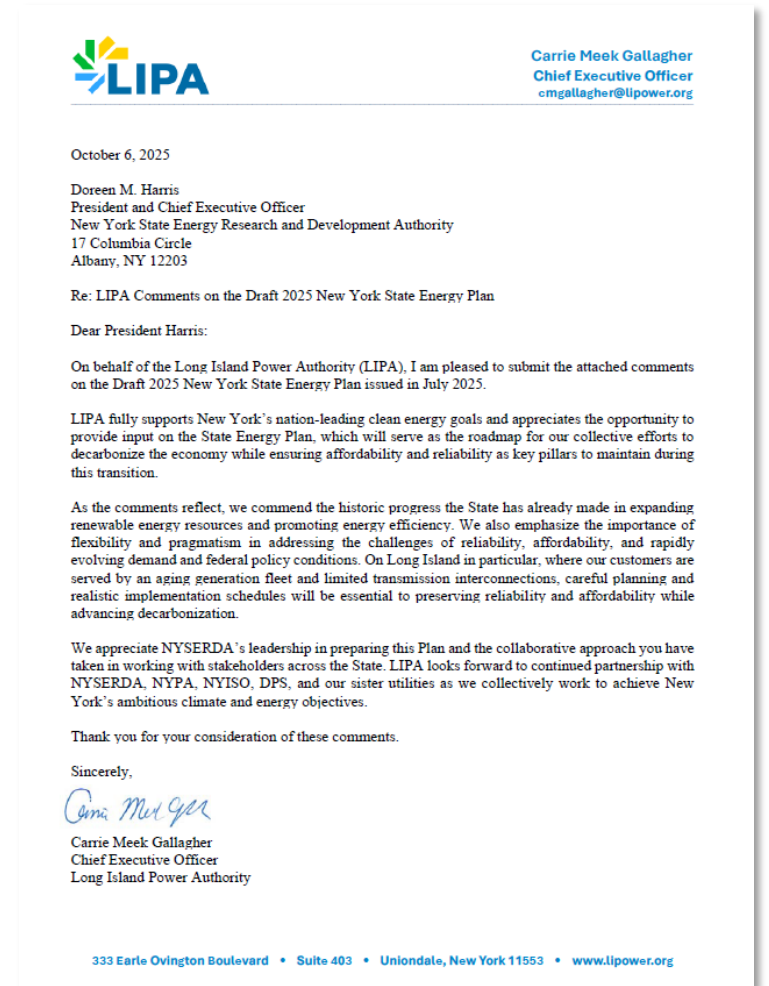 LIPA
Carrie Meek Gallagher
Chief Executive Officer
cmgallagher@lipower.org
October 6, 2025
Doreen M. Harris
President and Chief Executive Officer
New York State Energy Research and Development Authority
17 Columbia Circle
Albany, NY 12203
Re: LIPA Comments on the Draft 2025 New York State Energy Plan
Dear President Harris:
On behalf of the Long Island Power Authority (LIPA), I am pleased to submit the attached comments
on the Draft 2025 New York State Energy Plan issued in July 2025.
LIPA fully supports New York’s nation-leading clean energy goals and appreciates the opportunity to
provide input on the State Energy Plan, which will serve as the roadmap for our collective efforts to
decarbonize the economy while ensuring affordability and reliability as key pillars to maintain during
this transition.
As the comments reflect, we commend the historic progress the State has already made in expanding
renewable energy resources and promoting energy efficiency. We also emphasize the importance of
flexibility and pragmatism in addressing the challenges of reliability, affordability, and rapidly
evolving demand and federal policy conditions. On Long Island in particular, where our customers are
served by an aging generation fleet and limited transmission interconnections, careful planning and
realistic implementation schedules will be essential to preserving reliability and affordability while
advancing decarbonization.
We appreciate NYSERDA’s leadership in preparing this Plan and the collaborative approach you have
taken in working with stakeholders across the State. LIPA looks forward to continued partnership with
NYSERDA, NYPA, NYISO, DPS, and our sister utilities as we collectively work to achieve New
York’s ambitious climate and energy objectives.
Thank you for your consideration of these comments.
Sincerely,
Carrie Meek Gallagher
Chief Executive Officer
Long Island Power Authority
333 Earle Ovington Boulevard • Suite 403 • Uniondale, New York 11553 • www.lipower.org